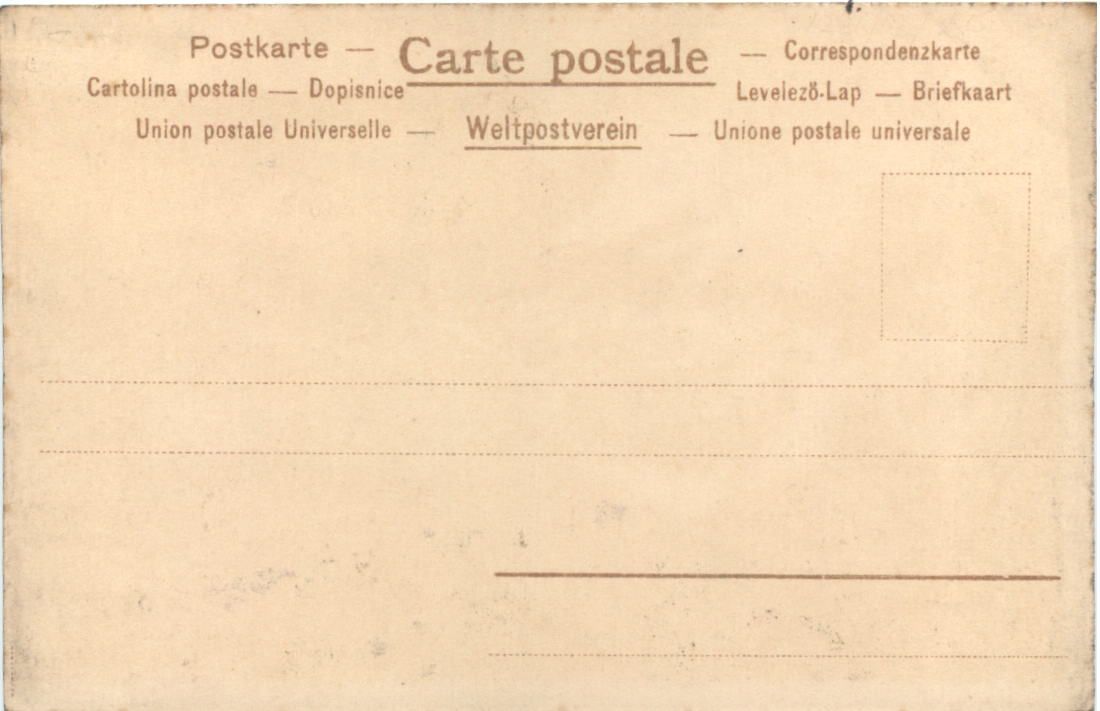 Postkarte — Carte postale — Correspondenzkarte
Cartolina postale — Dopisnice Levelező-Lap — Briefkaart
Union postale Universelle — Weltpostverein — Unione postale universale